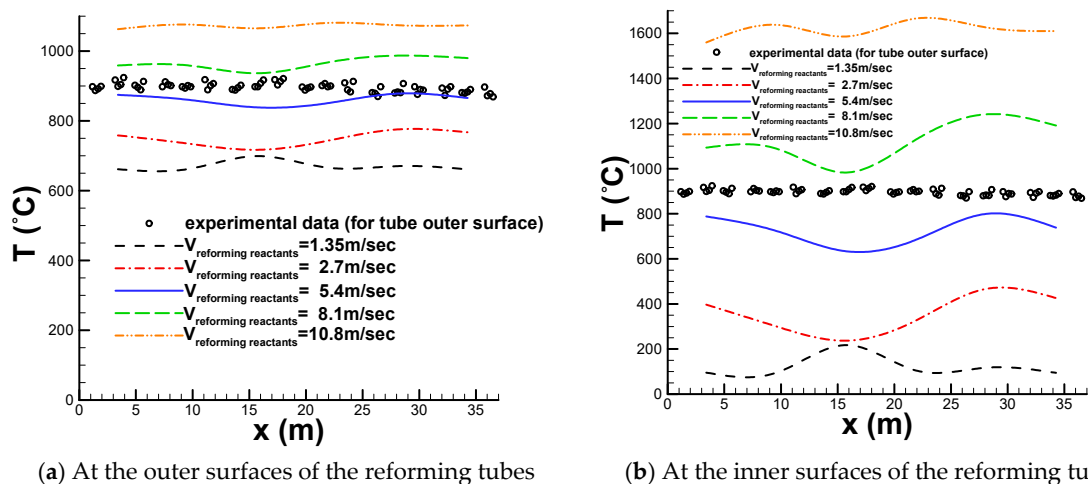 1000
800
600
400
200
0
T (°C)
experimental data (for tube outer surface)
Vreforming reactants=1.35m/sec
Vreforming reactants= 2.7m/sec
Vreforming reactants= 5.4m/sec
Vreforming reactants= 8.1m/sec
Vreforming reactants=10.8m/sec
0 5 10 15 20 25 30 35
x (m)
(a) At the outer surfaces of the reforming tubes
1600
1400
1200
1000
800
600
400
200
0
T (°C)
experimental data (for tube outer surface)
Vreforming reactants=1.35m/sec
Vreforming reactants= 2.7m/sec
Vreforming reactants= 5.4m/sec
Vreforming reactants= 8.1m/sec
Vreforming reactants=10.8m/sec
0 5 10 15 20 25 30 35
x (m)
(b) At the inner surfaces of the reforming tu